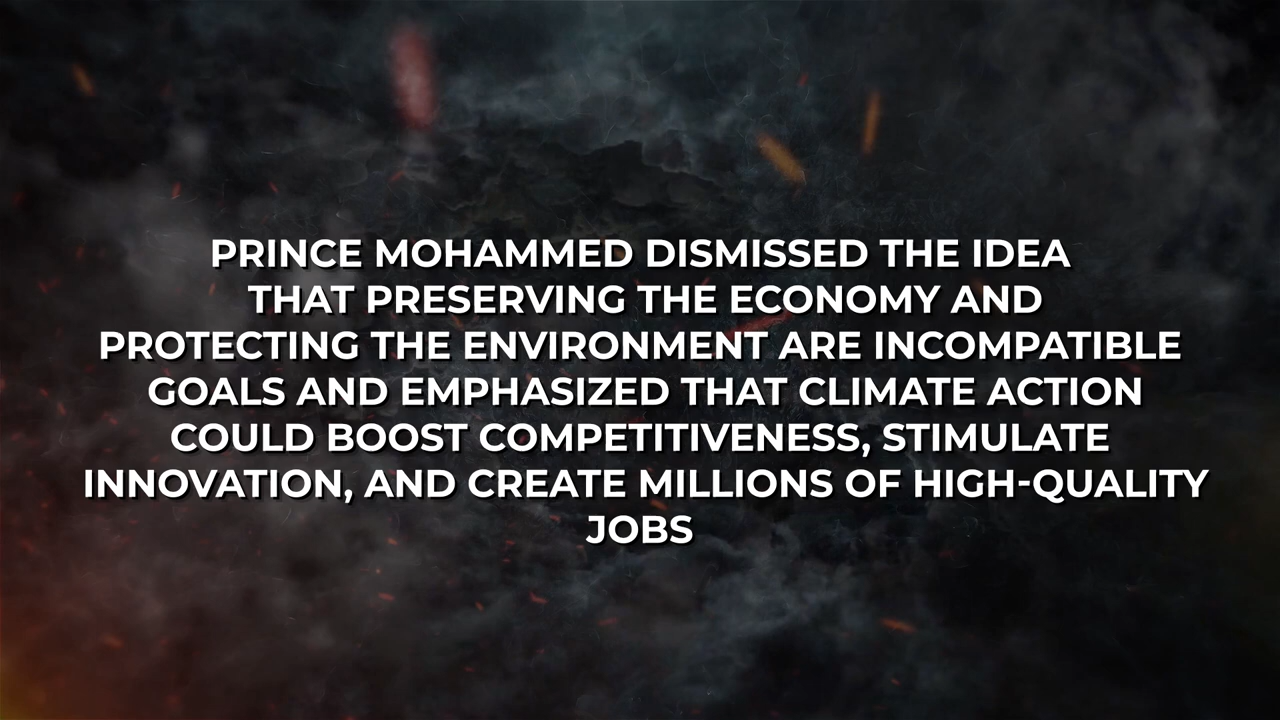 PRINCE MOHAMMED DISMISSED THE IDEA
THAT PRESERVING THE ECONOMY AND
PROTECTING THE ENVIRONMENT ARE INCOMPATIBLE
GOALS AND EMPHASIZED THAT CLIMATE ACTION
COULD BOOST COMPETITIVENESS, STIMULATE
INNOVATION, AND CREATE MILLIONS OF HIGH-QUALITY
JOBS